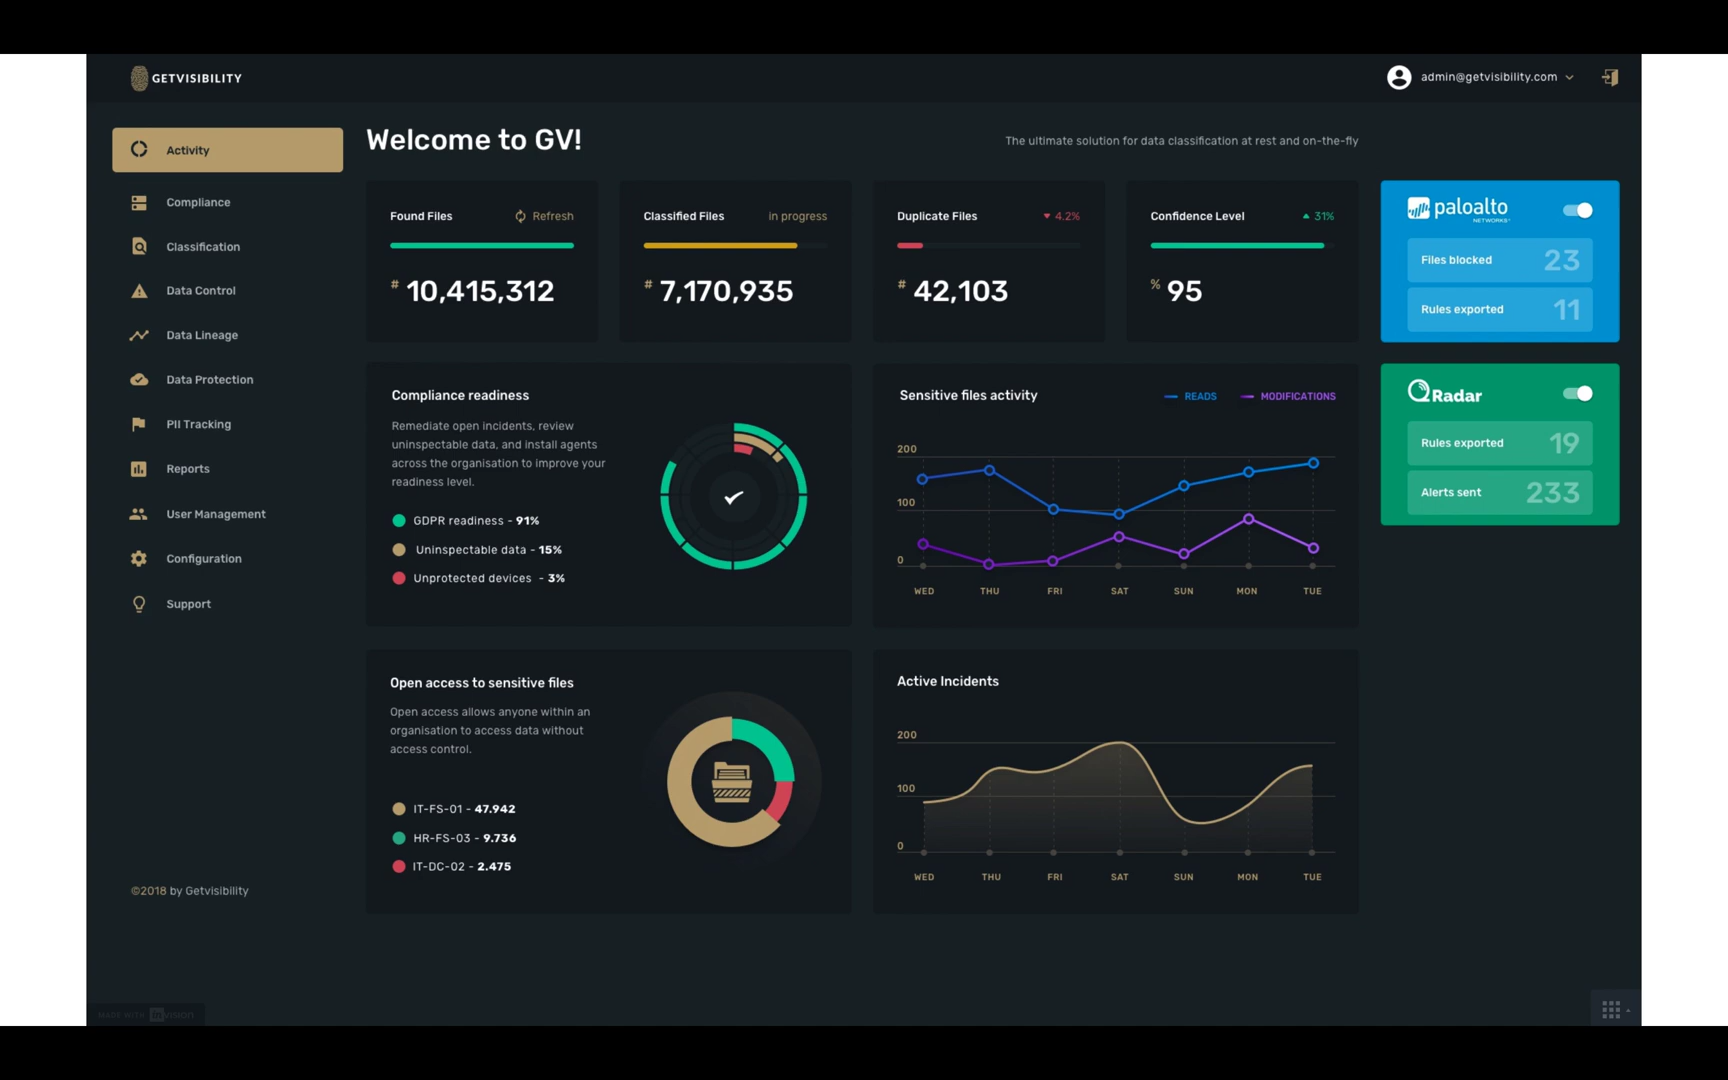 GETVISIBILITY
admin@getvisibility.com
Activity
Compliance
Classification
Data Control
Data Lineage
Data Protection
PII Tracking
Reports
User Management
Configuration
Support
©2018 by Getvisibility
MADE WITH INVISION
Welcome to GV!
The ultimate solution for data classification at rest and on-the-fly
Found Files Refresh
# 10,415,312
Classified Files in progress
# 7,170,935
Duplicate Files 4.2%
# 42,103
Confidence Level 31%
% 95
paloalto
NETWORKS
Files blocked 23
Rules exported 11
Compliance readiness
Remediate open incidents, review
uninspectable data, and install agents
across the organisation to improve your
readiness level.
GDPR readiness - 91%
Uninspectable data - 15%
Unprotected devices - 3%
Sensitive files activity
READS MODIFICATIONS
200
100
0
WED THU FRI SAT SUN MON TUE
QRadar
Rules exported 19
Alerts sent 233
Open access to sensitive files
Open access allows anyone within an
organisation to access data without
access control.
IT-FS-01 - 47.942
HR-FS-03 - 9.736
IT-DC-02 - 2.475
Active Incidents
200
100
0
WED THU FRI SAT SUN MON TUE